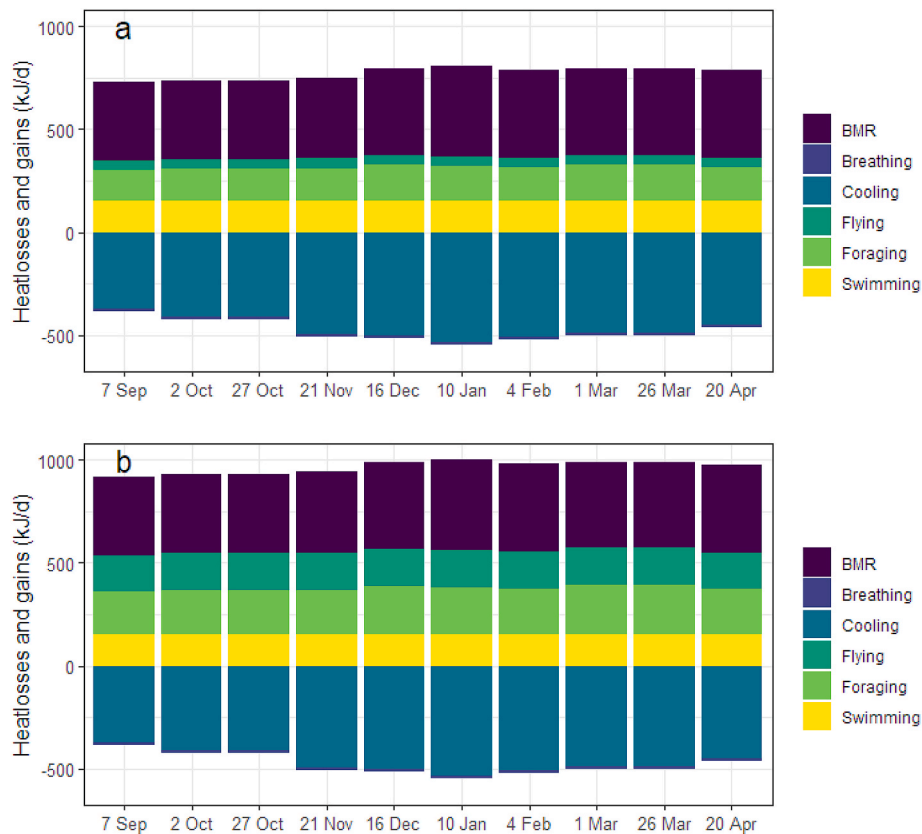 a
Heatlosses and gains (kJ/d)
1000
500
0
-500
7 Sep 2 Oct 27 Oct 21 Nov 16 Dec 10 Jan 4 Feb 1 Mar 26 Mar 20 Apr
BMR
Breathing
Cooling
Flying
Foraging
Swimming
b
Heatlosses and gains (kJ/d)
1000
500
0
-500
7 Sep 2 Oct 27 Oct 21 Nov 16 Dec 10 Jan 4 Feb 1 Mar 26 Mar 20 Apr
BMR
Breathing
Cooling
Flying
Foraging
Swimming